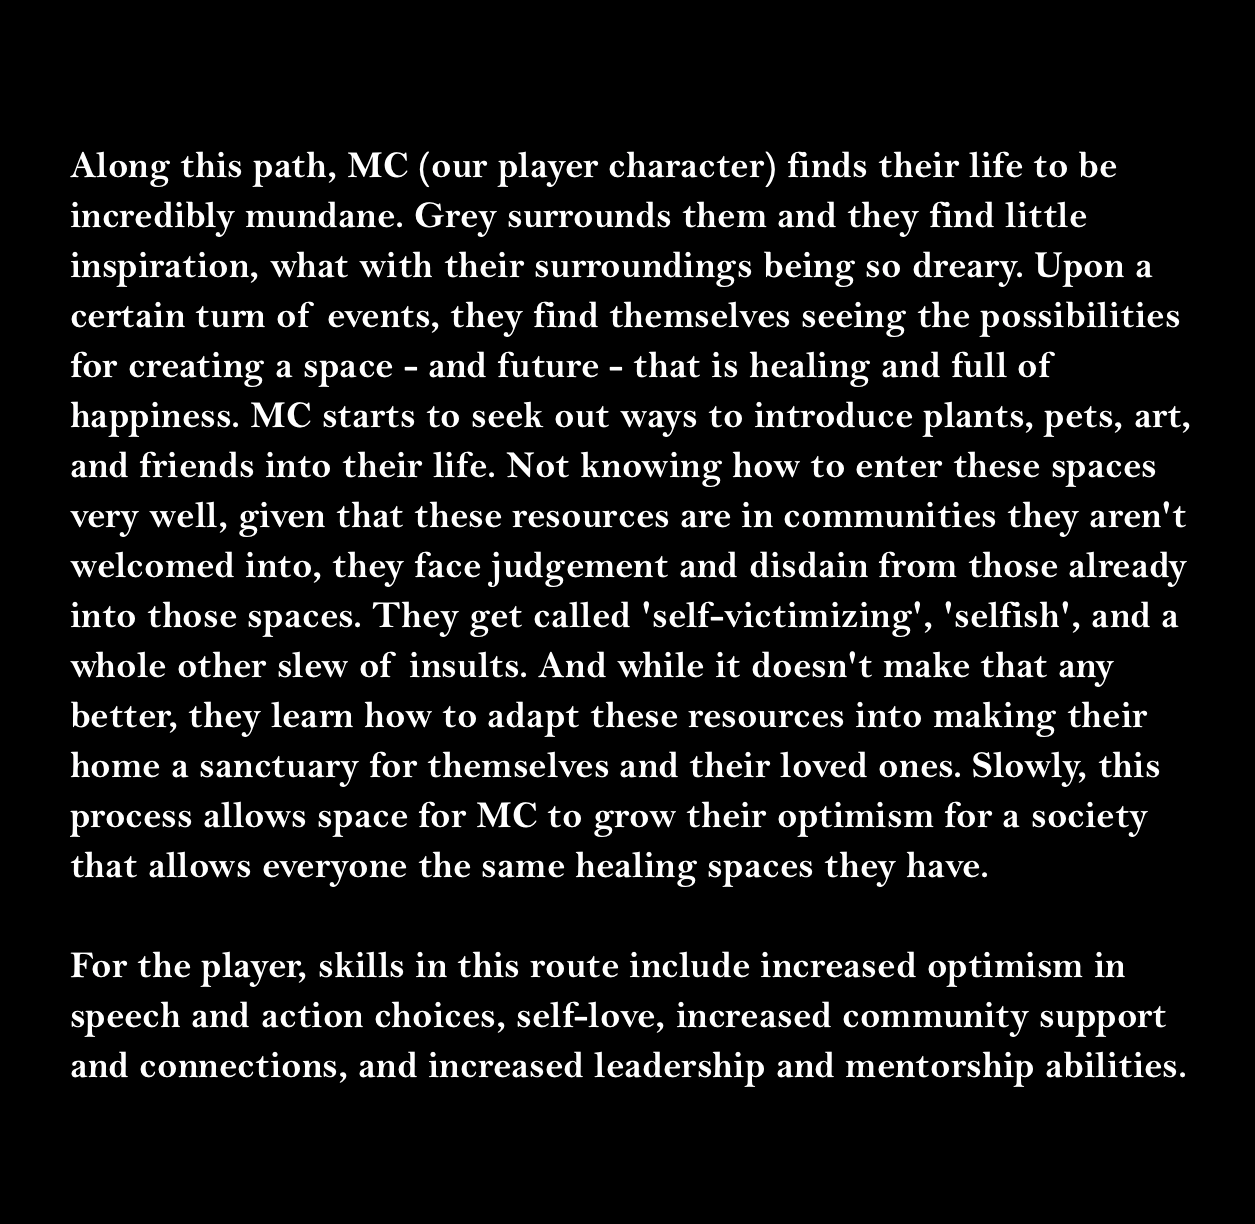 Along this path, MC (our player character) finds their life to be
incredibly mundane. Grey surrounds them and they find little
inspiration, what with their surroundings being so dreary. Upon a
certain turn of events, they find themselves seeing the possibilities
for creating a space - and future - that is healing and full of
happiness. MC starts to seek out ways to introduce plants, pets, art,
and friends into their life. Not knowing how to enter these spaces
very well, given that these resources are in communities they aren't
welcomed into, they face judgement and disdain from those already
into those spaces. They get called 'self-victimizing', 'selfish', and a
whole other slew of insults. And while it doesn't make that any
better, they learn how to adapt these resources into making their
home a sanctuary for themselves and their loved ones. Slowly, this
process allows space for MC to grow their optimism for a society
that allows everyone the same healing spaces they have.
For the player, skills in this route include increased optimism in
speech and action choices, self-love, increased community support
and connections, and increased leadership and mentorship abilities.